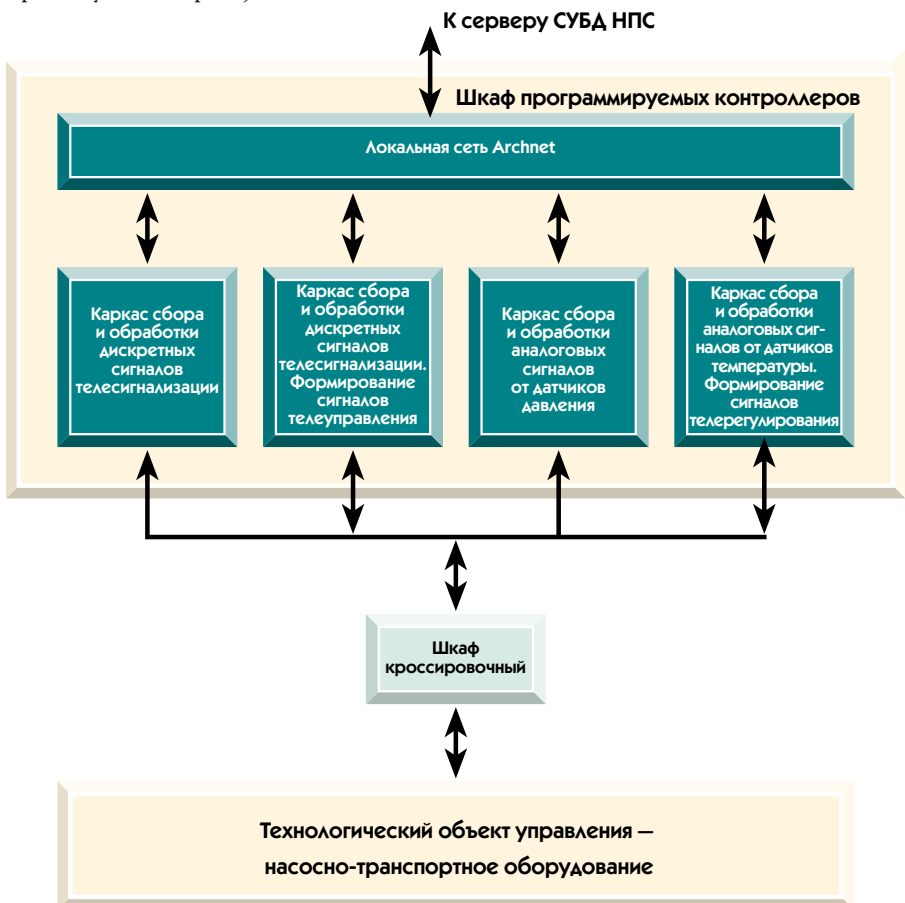 К серверу СУБД НПС
Шкаф программируемых контроллеров
Локальная сеть Archnet
Каркас сбора
и обработки
дискретных
сигналов
телесигнализации
Каркас сбора
и обработки
дискретных
сигналов
телесигнализации.
Формирование
сигналов
телеуправления
Каркас сбора
и обработки
аналоговых
сигналов
от датчиков
давления
Каркас сбора
и обработки
аналоговых сиг-
налов от датчиков
температуры.
Формирование
сигналов
телерегулирования
Шкаф
кроссировочный
Технологический объект управления –
насосно-транспортное оборудование